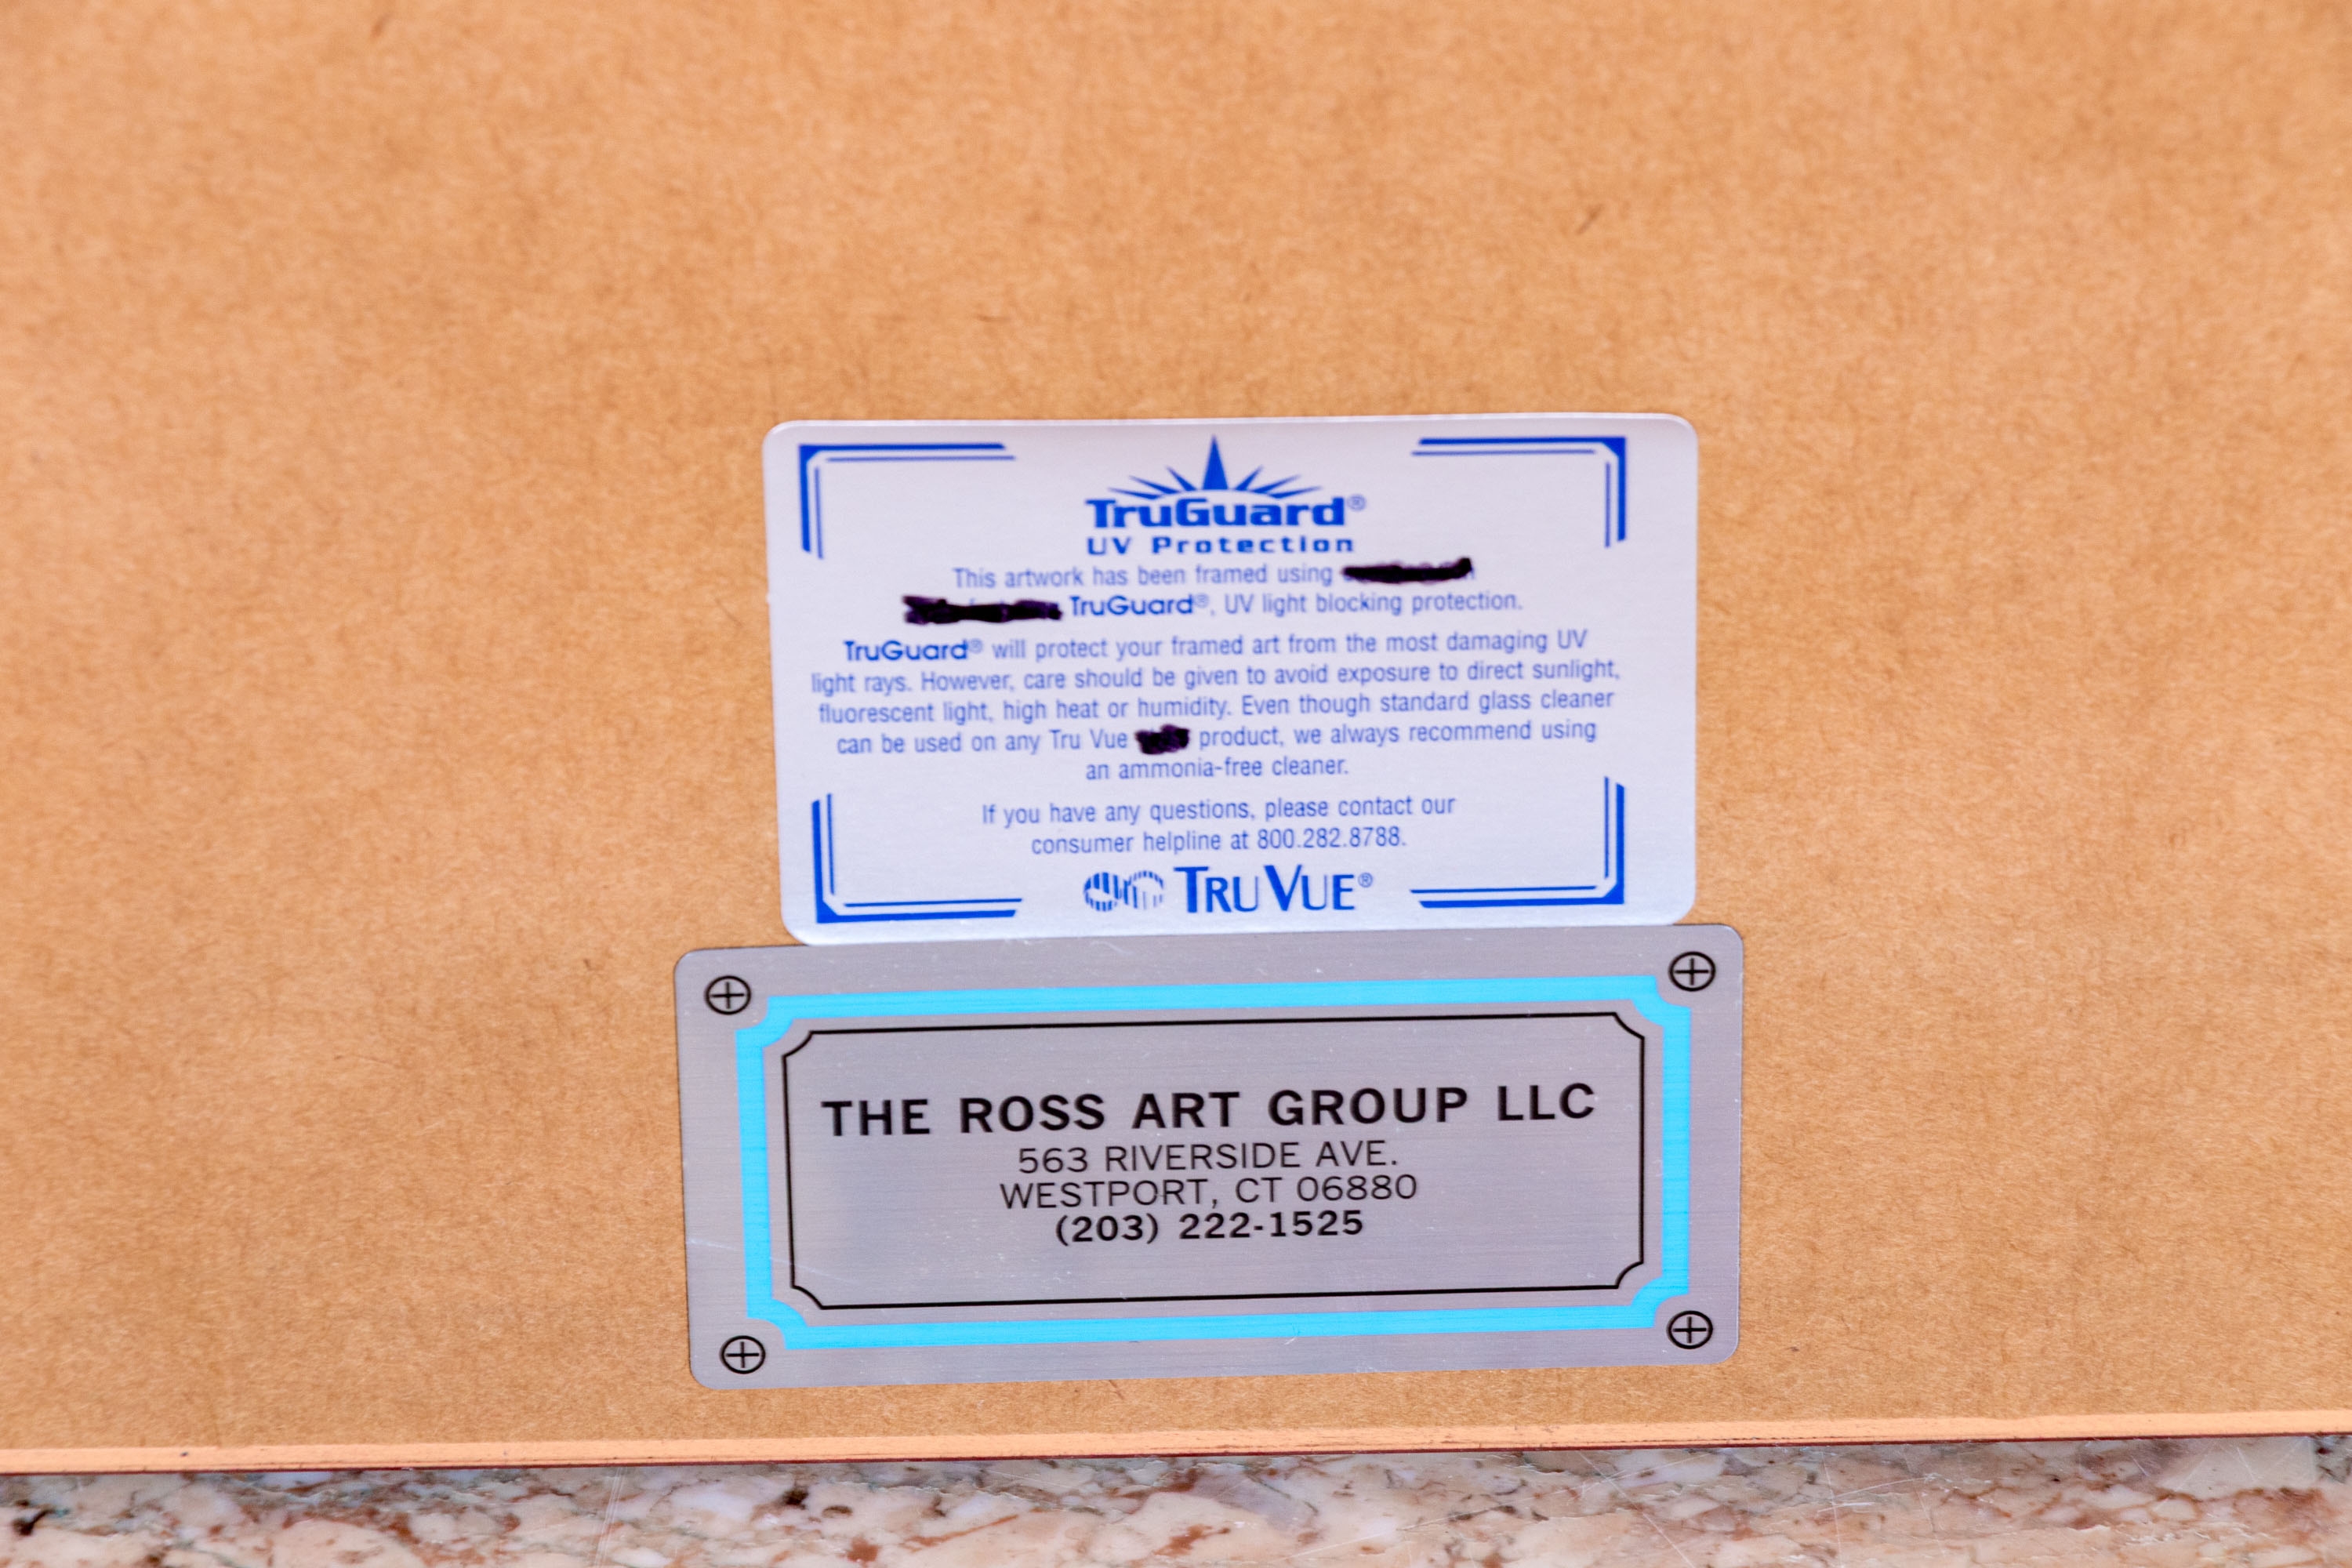 TruGuard®
UV Protection
This artwork has been framed using
TruGuard®, UV light blocking protection.
TruGuard® will protect your framed art from the most damaging UV
light rays. However, care should be given to avoid exposure to direct sunlight,
fluorescent light, high heat or humidity. Even though standard glass cleaner
can be used on any Tru Vue product, we always recommend using
an ammonia-free cleaner.
If you have any questions, please contact our
consumer helpline at 800.282.8788.
TRU VUE®
THE ROSS ART GROUP LLC
563 RIVERSIDE AVE.
WESTPORT, CT 06880
(203) 222-1525